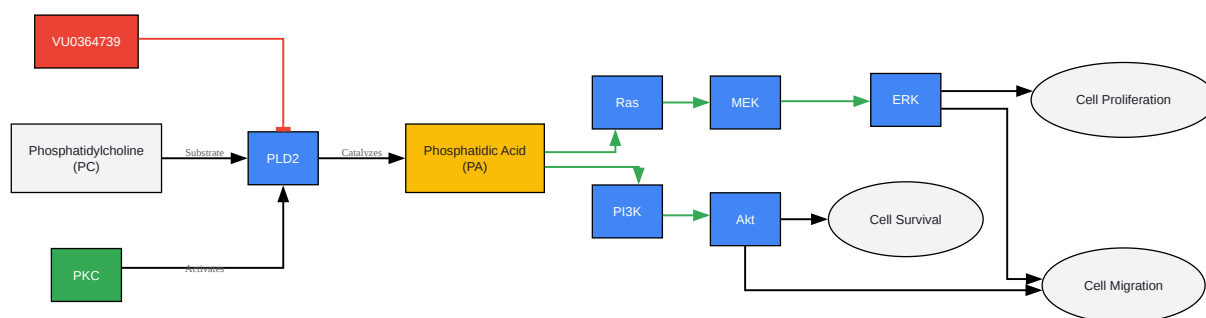 VU0364739
Phosphatidylcholine
(PC)
Substrate
PLD2
Catalyzes
Phosphatidic Acid
(PA)
PKC
Activates
Ras
MEK
ERK
Cell Proliferation
PI3K
Akt
Cell Survival
Cell Migration